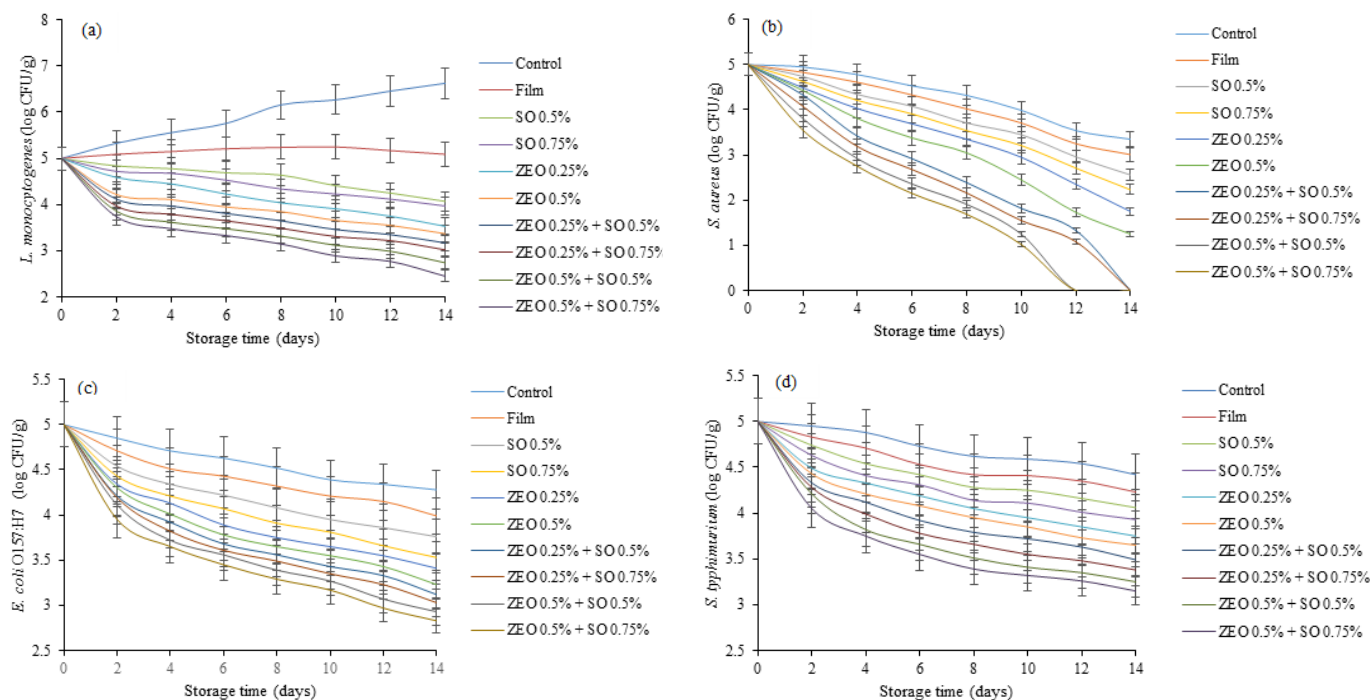 (a)
8
7
6
5
4
3
2
L. monocyptogenes (log CFU/g)
0 2 4 6 8 10 12 14
Storage time (days)
Control
Film
SO 0.5%
SO 0.75%
ZEO 0.25%
ZEO 0.5%
ZEO 0.25% + SO 0.5%
ZEO 0.25% + SO 0.75%
ZEO 0.5% + SO 0.5%
ZEO 0.5% + SO 0.75%
(b)
6
5
4
3
2
1
0
S. aureus (log CFU/g)
0 2 4 6 8 10 12 14
Storage time (days)
Control
Film
SO 0.5%
SO 0.75%
ZEO 0.25%
ZEO 0.5%
ZEO 0.25% + SO 0.5%
ZEO 0.25% + SO 0.75%
ZEO 0.5% + SO 0.5%
ZEO 0.5% + SO 0.75%
(c)
5.5
5
4.5
4
3.5
3
2.5
E. coli O157:H7 (log CFU/g)
0 2 4 6 8 10 12 14
Storage time (days)
Control
Film
SO 0.5%
SO 0.75%
ZEO 0.25%
ZEO 0.5%
ZEO 0.25% + SO 0.5%
ZEO 0.25% + SO 0.75%
ZEO 0.5% + SO 0.5%
ZEO 0.5% + SO 0.75%
(d)
5.5
5
4.5
4
3.5
3
2.5
S. typhimurium (log CFU/g)
0 2 4 6 8 10 12 14
Storage time (days)
Control
Film
SO 0.5%
SO 0.75%
ZEO 0.25%
ZEO 0.5%
ZEO 0.25% + SO 0.5%
ZEO 0.25% + SO 0.75%
ZEO 0.5% + SO 0.5%
ZEO 0.5% + SO 0.75%